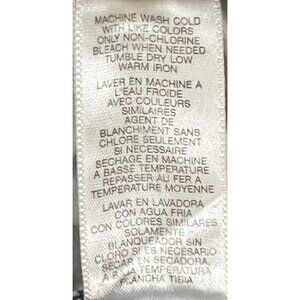 MACHINE WASH COLD
WITH LIKE COLORS
ONLY NON-CHLORINE
BLEACH WHEN NEEDED
TUMBLE DRY LOW
WARM IRON
LAVER EN MACHINE A
L'EAU FROIDE
AVEC COULEURS
SIMILAIRES
AGENT DE
BLANCHIMENT SANS
CHLORE SEULEMENT
SI NECESSAIRE
SECHAGE EN MACHINE
A BASSE TEMPERATURE
REPASSER AU FER A
TEMPERATURE MOYENNE
LAVAR EN LAVADORA
CON AGUA FRIA
CON COLORES SIMILARES
SOLAMENTE
BLANQUEADOR SIN
CLORO SI ES NECESARIO
SECAR EN SECADORA
A BAJA TEMPERATURA
PLANCHA TIBIA